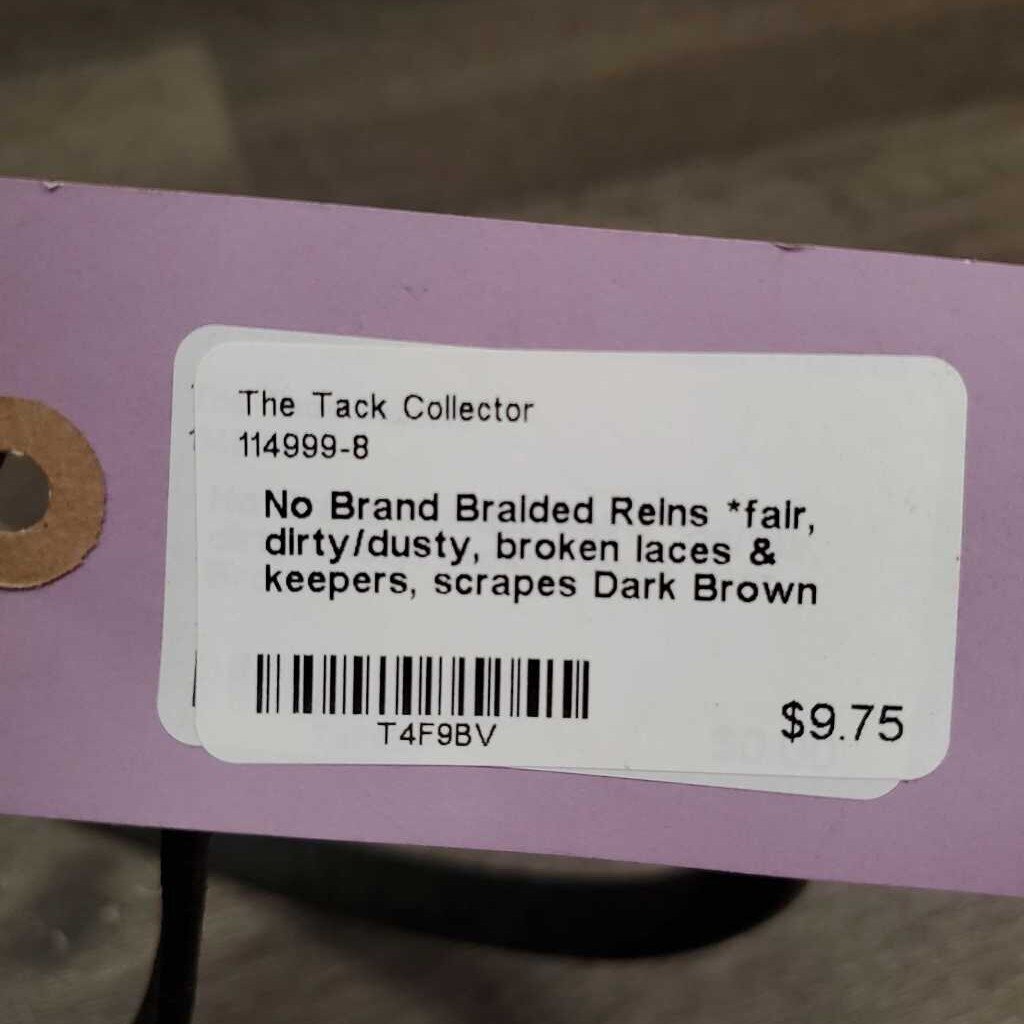 The Tack Collector
114999-8
No Brand Braided Reins *fair,
dirty/dusty, broken laces &
keepers, scrapes Dark Brown
T4F9BV
$9.75